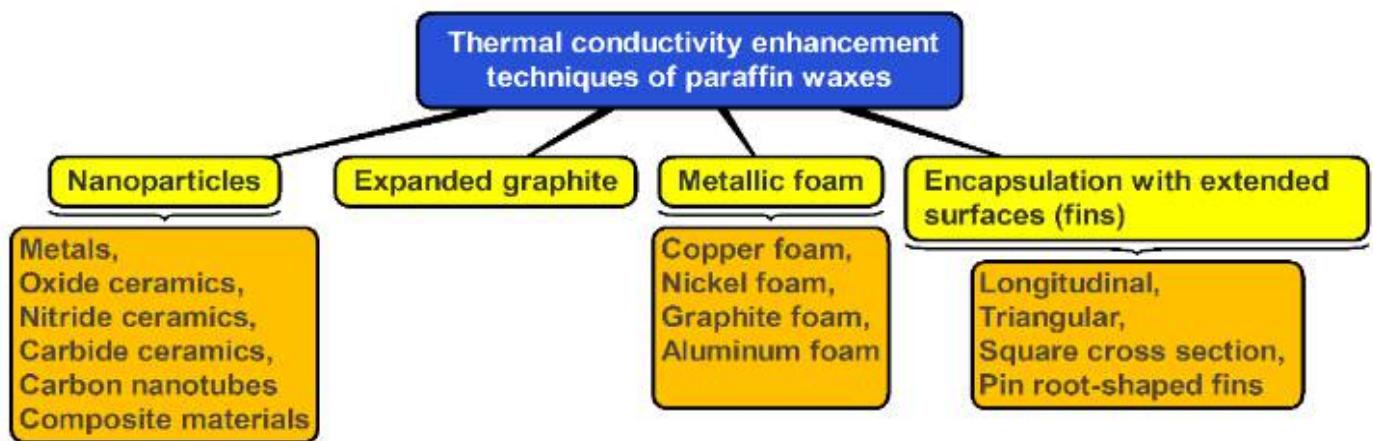 Thermal conductivity enhancement
techniques of paraffin waxes
Nanoparticles
Expanded graphite
Metallic foam
Encapsulation with extended
surfaces (fins)
Metals,
Oxide ceramics,
Nitride ceramics,
Carbide ceramics,
Carbon nanotubes
Composite materials
Copper foam,
Nickel foam,
Graphite foam,
Aluminum foam
Longitudinal,
Triangular,
Square cross section,
Pin root-shaped fins